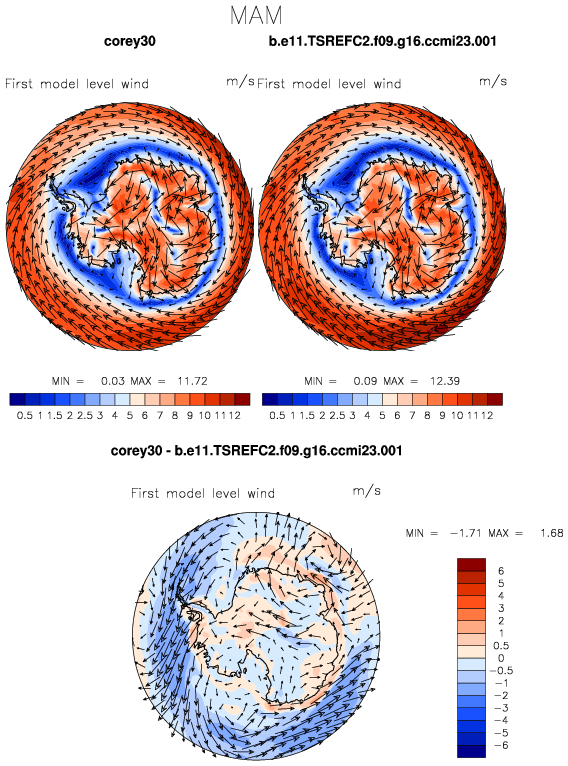 MAM
corey30
b.e11.TSREFC2.f09.g16.ccmi23.001
First model level wind m/s
First model level wind m/s
MIN = 0.03 MAX = 11.72
MIN = 0.09 MAX = 12.39
0.5 1 1.5 2 2.5 3 4 5 6 7 8 9 10 11 12
0.5 1 1.5 2 2.5 3 4 5 6 7 8 9 10 11 12
corey30 - b.e11.TSREFC2.f09.g16.ccmi23.001
First model level wind m/s
MIN = -1.71 MAX = 1.68
6
5
4
3
2
1
0.5
0
-0.5
-1
-2
-3
-4
-5
-6